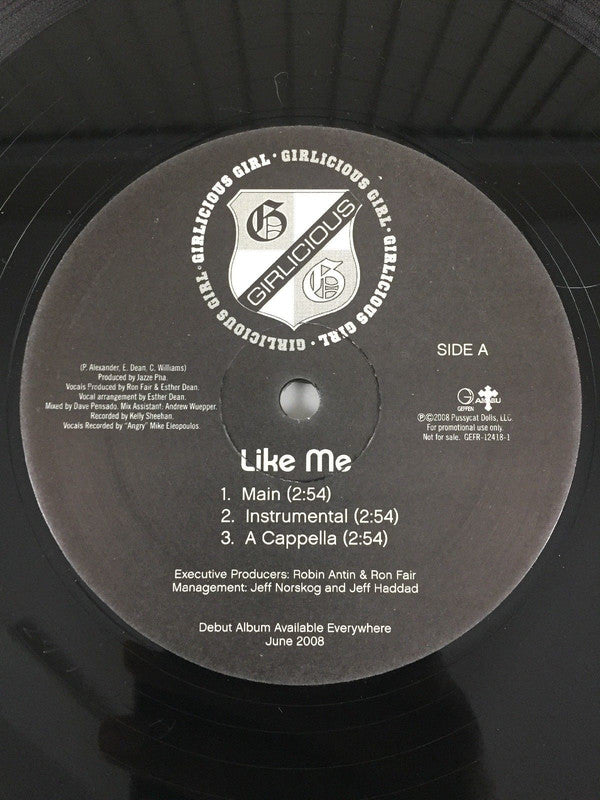 GIRLICIOUS GIRL · GIRLICIOUS GIRL · GIRLICIOUS GIRL · GIRLICIOUS GIRL ·
G
GIRLICIOUS
G
SIDE A
(P. Alexander, E. Dean, C. Williams)
Produced by Jazze Pha.
Vocals Produced by Ron Fair & Esther Dean.
Vocal arrangement by Esther Dean.
Mixed by Dave Pensado. Mix Assistant: Andrew Wuepper.
Recorded by Kelly Sheehan.
Vocals Recorded by "Angry" Mike Eleopoulos.
GEFFEN
℗©2008 Pussycat Dolls, LLC.
For promotional use only.
Not for sale. GEFR-12418-1
Like Me
1. Main (2:54)
2. Instrumental (2:54)
3. A Cappella (2:54)
Executive Producers: Robin Antin & Ron Fair
Management: Jeff Norskog and Jeff Haddad
Debut Album Available Everywhere
June 2008